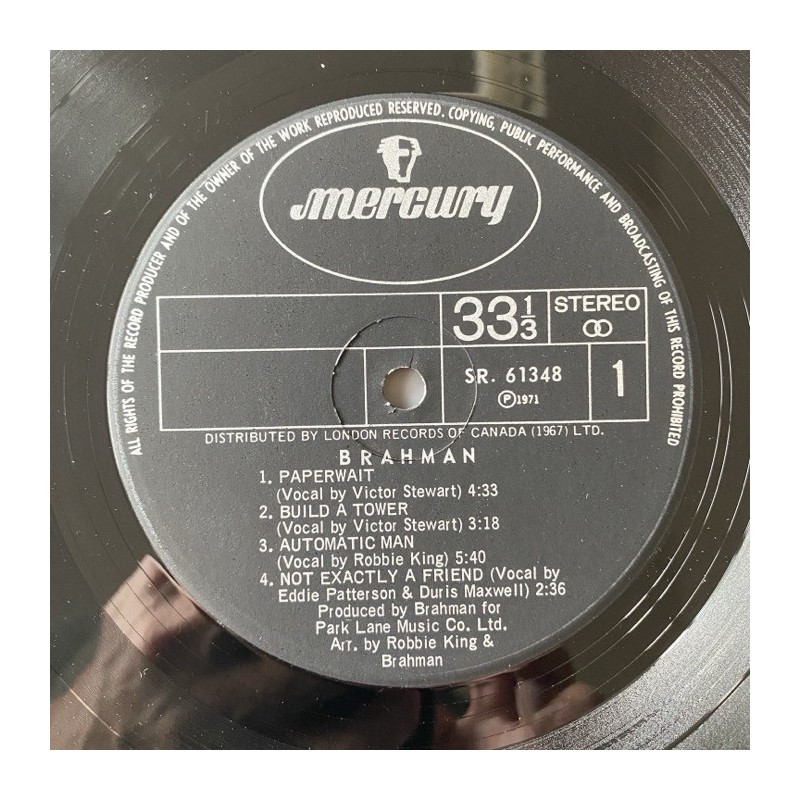 ALL RIGHTS OF THE RECORD PRODUCER AND OF THE OWNER OF THE WORK REPRODUCED RESERVED. COPYING, PUBLIC PERFORMANCE AND BROADCASTING OF THIS RECORD PROHIBITED
mercury
33 1/3 STEREO
SR. 61348
Ⓟ1971
1
DISTRIBUTED BY LONDON RECORDS OF CANADA (1967) LTD.
BRAHMAN
1. PAPERWAIT
(Vocal by Victor Stewart) 4:33
2. BUILD A TOWER
(Vocal by Victor Stewart) 3:18
3. AUTOMATIC MAN
(Vocal by Robbie King) 5:40
4. NOT EXACTLY A FRIEND (Vocal by
Eddie Patterson & Duris Maxwell) 2:36
Produced by Brahman for
Park Lane Music Co. Ltd.
Arr. by Robbie King &
Brahman